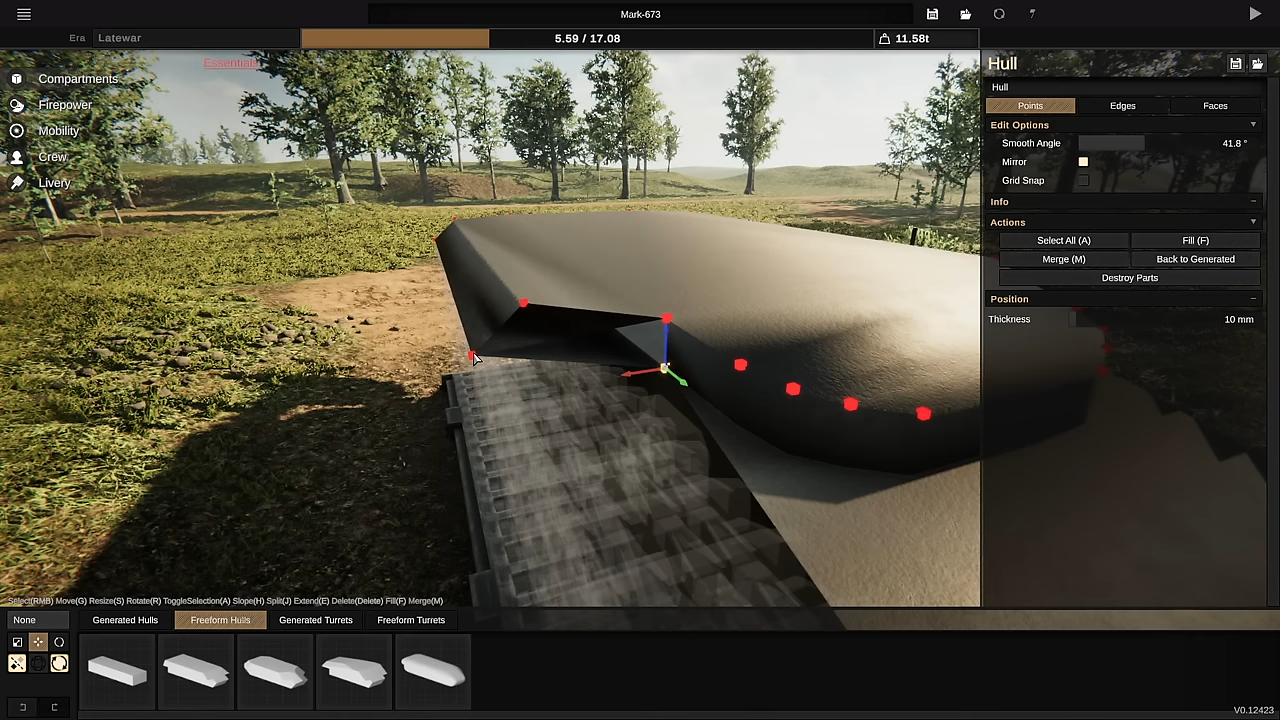 Mark-673
Era Latewar
5.59 / 17.08
11.58t
Essentials
Compartments
Firepower
Mobility
Crew
Livery
Hull
Hull
Points Edges Faces
Edit Options
Smooth Angle 41.8 °
Mirror
Grid Snap
Info
Actions
Select All (A) Fill (F)
Merge (M) Back to Generated
Destroy Parts
Position
Thickness 10 mm
Select(RMB) Move(G) Resize(S) Rotate(R) ToggleSelection(A) Slope(H) Split(J) Extend(E) Delete(Delete) Fill(F) Merge(M)
None Generated Hulls Freeform Hulls Generated Turrets Freeform Turrets
V0.12423